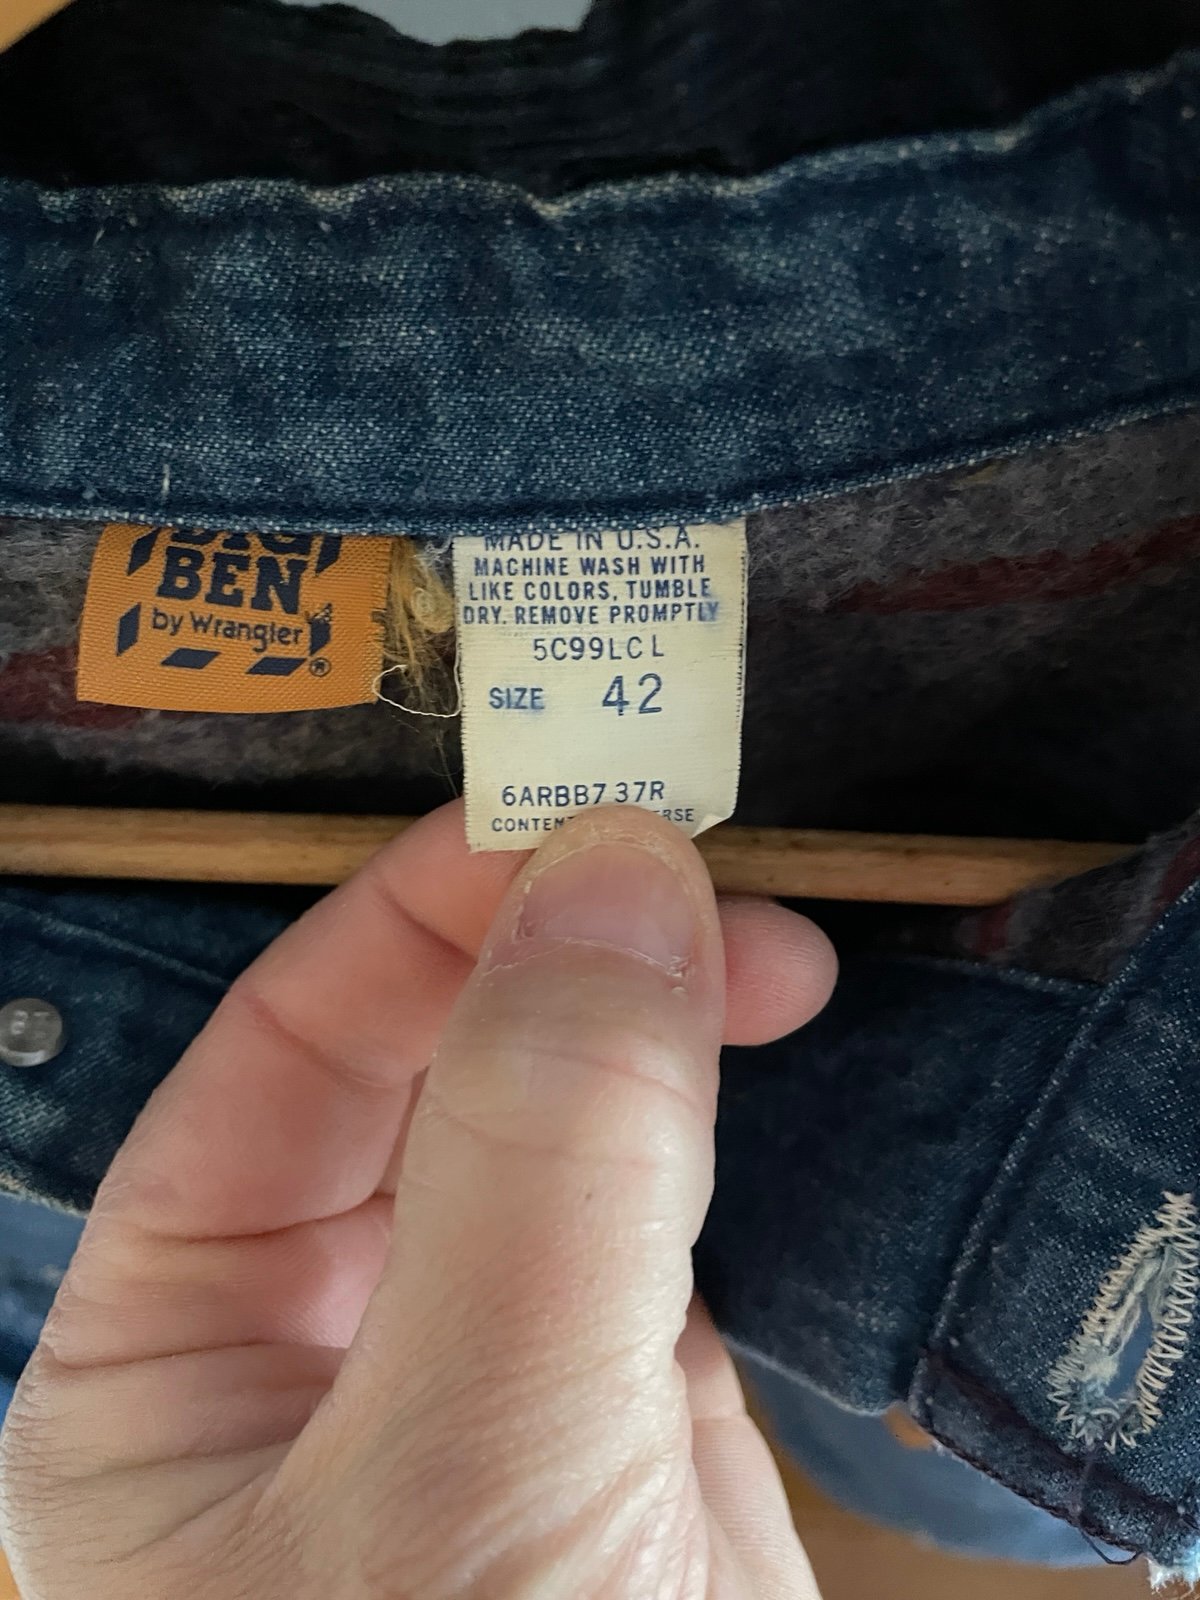 BIG
BEN
by Wrangler
®
MADE IN U.S.A.
MACHINE WASH WITH
LIKE COLORS, TUMBLE
DRY. REMOVE PROMPTLY
5C99LC L
SIZE 42
6ARBB7 37R